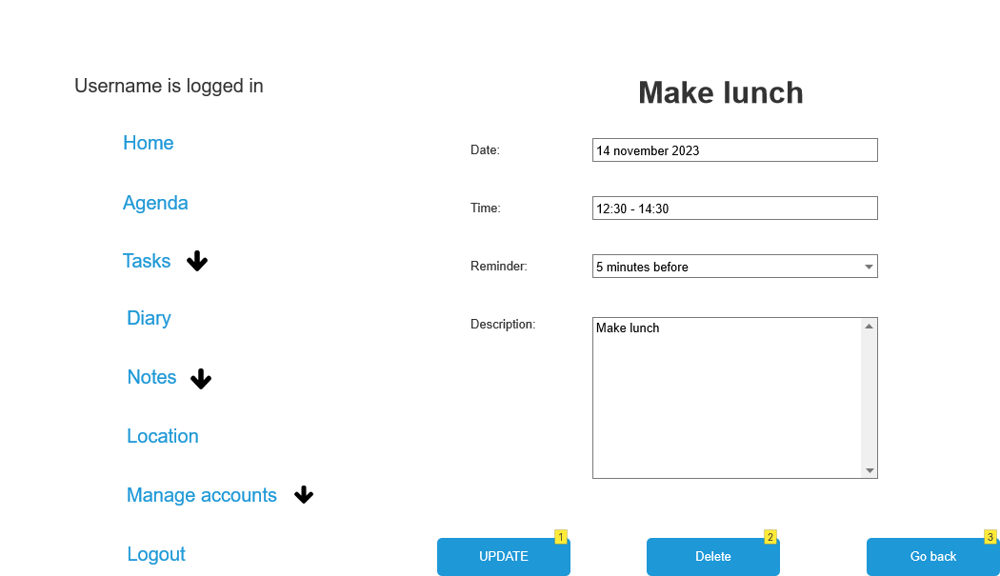 Username is logged in
Home
Agenda
Tasks
Diary
Notes
Location
Manage accounts
Logout
Make lunch
Date: 14 november 2023
Time: 12:30 - 14:30
Reminder: 5 minutes before
Description: Make lunch
UPDATE 1
Delete 2
Go back 3